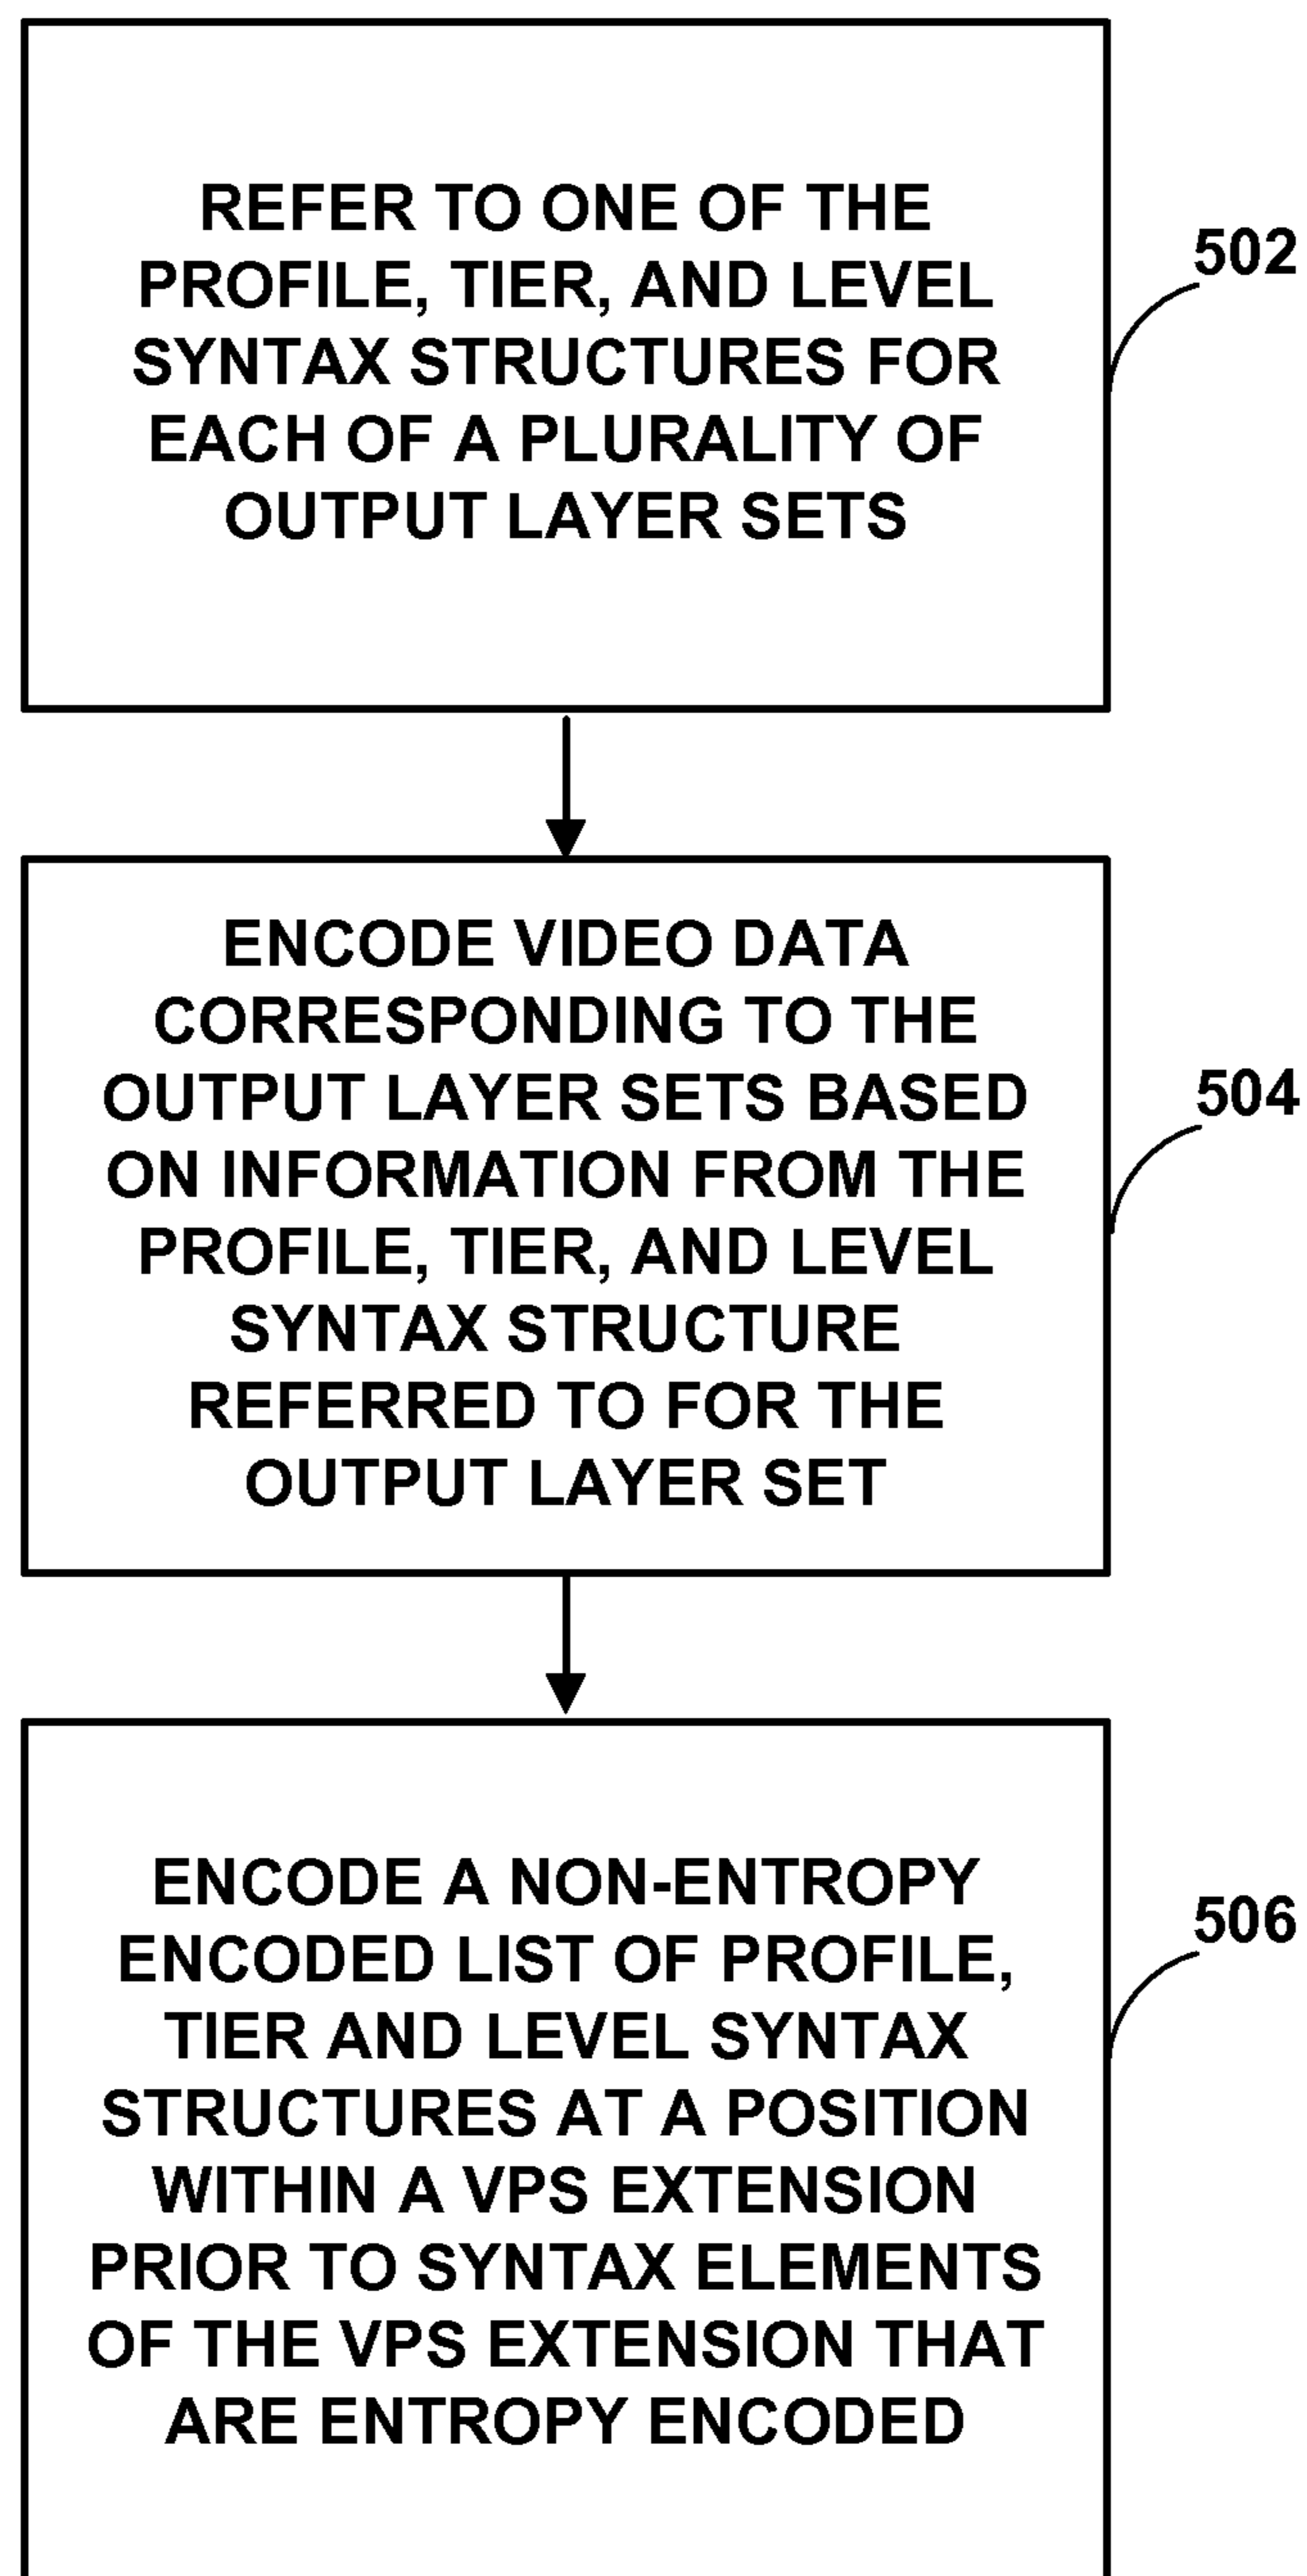 REFER TO ONE OF THE
PROFILE, TIER, AND LEVEL
SYNTAX STRUCTURES FOR
EACH OF A PLURALITY OF
OUTPUT LAYER SETS
502
ENCODE VIDEO DATA
CORRESPONDING TO THE
OUTPUT LAYER SETS BASED
ON INFORMATION FROM THE
PROFILE, TIER, AND LEVEL
SYNTAX STRUCTURE
REFERRED TO FOR THE
OUTPUT LAYER SET
504
ENCODE A NON-ENTROPY
ENCODED LIST OF PROFILE,
TIER AND LEVEL SYNTAX
STRUCTURES AT A POSITION
WITHIN A VPS EXTENSION
PRIOR TO SYNTAX ELEMENTS
OF THE VPS EXTENSION THAT
ARE ENTROPY ENCODED
506